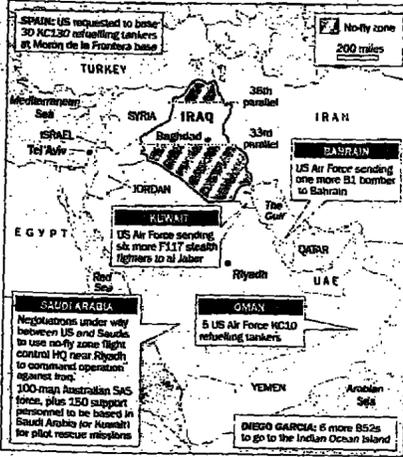 SPAIN: US requested to base
30 KC130 refuelling tankers
at Moron de la Frontera base
No-fly zone
200 miles
TURKEY
Mediterranean
Sea
SYRIA
IRAQ
36th
parallel
IRAN
ISRAEL
Baghdad
33rd
parallel
Tel Aviv
JORDAN
BAHRAIN
US Air Force sending
one more B1 bomber
to Bahrain
KUWAIT
US Air Force sending
six more F117 stealth
fighters to al Jaber
The
Gulf
EGYPT
QATAR
Riyadh
UAE
Red
Sea
SAUDI ARABIA
Negotiations under way
between US and Saudis
to use no-fly zone flight
control HQ near Riyadh
to command operation
against Iraq.
100-man Australian SAS
force, plus 150 support
personnel to be based in
Saudi Arabia (or Kuwait)
for pilot rescue missions
OMAN
5 US Air Force KC10
refuelling tankers
YEMEN
Arabian
Sea
DIEGO GARCIA: 6 more B52s
to go to the Indian Ocean Island